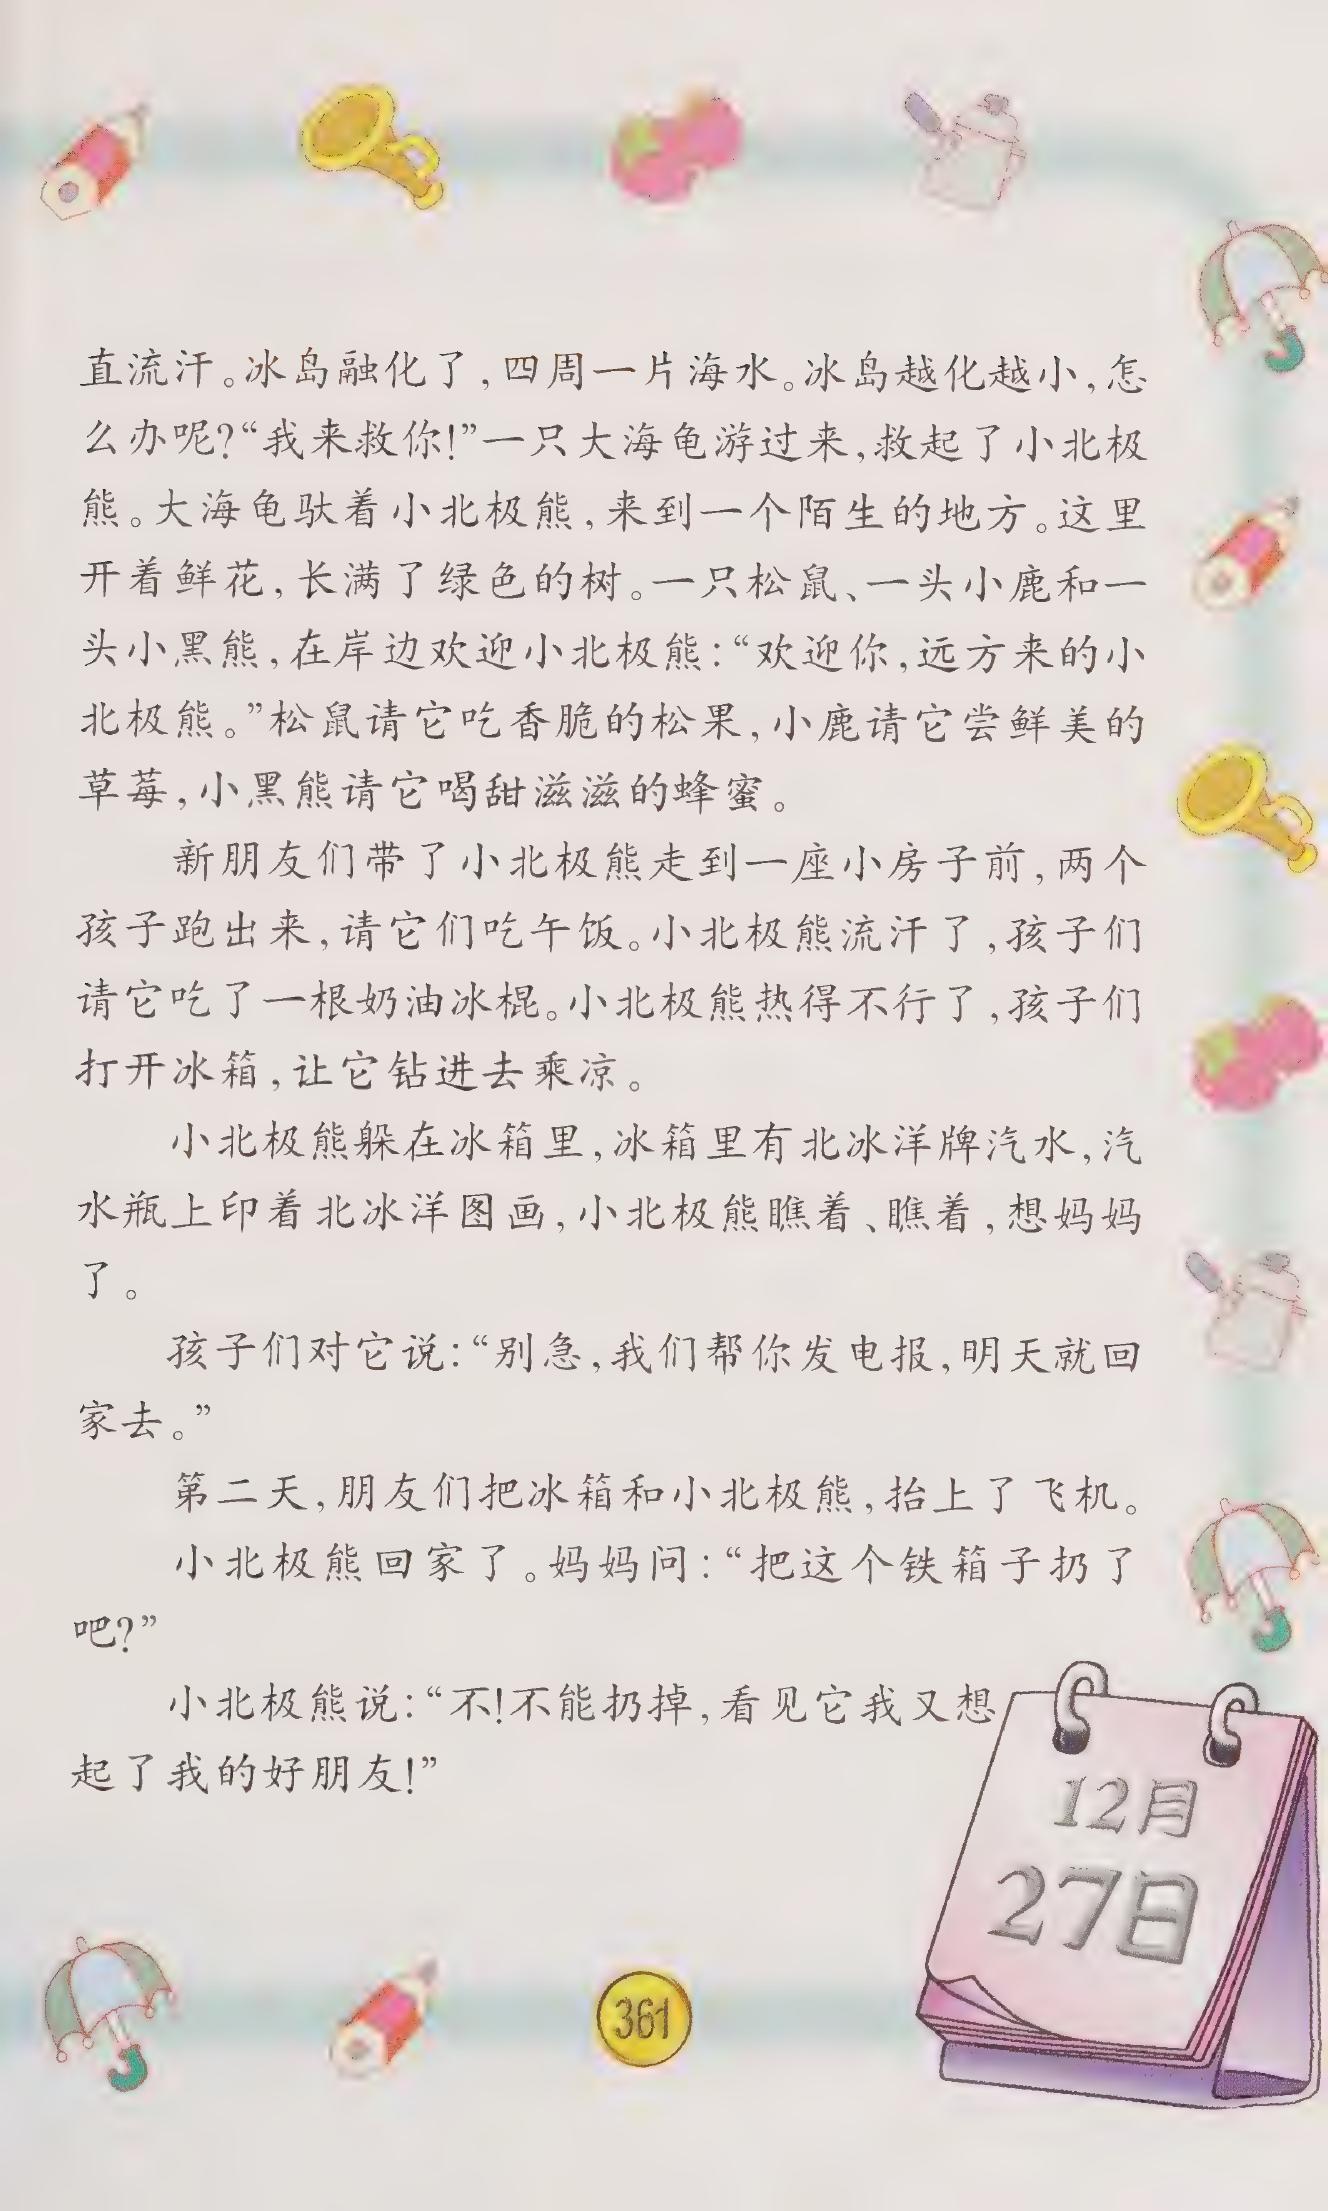 直流汗。冰岛融化了,四周一片海水。冰岛越化越小,怎
么办呢?“我来救你!”一只大海龟游过来,救起了小北极
熊。大海龟驮着小北极熊,来到一个陌生的地方。这里
开着鲜花,长满了绿色的树。一只松鼠、一头小鹿和一
头小黑熊,在岸边欢迎小北极熊:“欢迎你,远方来的小
北极熊。”松鼠请它吃香脆的松果,小鹿请它尝鲜美的
草莓,小黑熊请它喝甜滋滋的蜂蜜。
新朋友们带了小北极熊走到一座小房子前,两个
孩子跑出来,请它们吃午饭。小北极熊流汗了,孩子们
请它吃了一根奶油冰棍。小北极熊热得不行了,孩子们
打开冰箱,让它钻进去乘凉。
小北极熊躲在冰箱里,冰箱里有北冰洋牌汽水,汽
水瓶上印着北冰洋图画,小北极熊瞧着、瞧着,想妈妈
了。
孩子们对它说:“别急,我们帮你发电报,明天就回
家去。”
第二天,朋友们把冰箱和小北极熊,抬上了飞机。
小北极熊回家了。妈妈问:“把这个铁箱子扔了
吧?”
小北极熊说:“不!不能扔掉,看见它我又想
起了我的好朋友!”
12月
27日
361